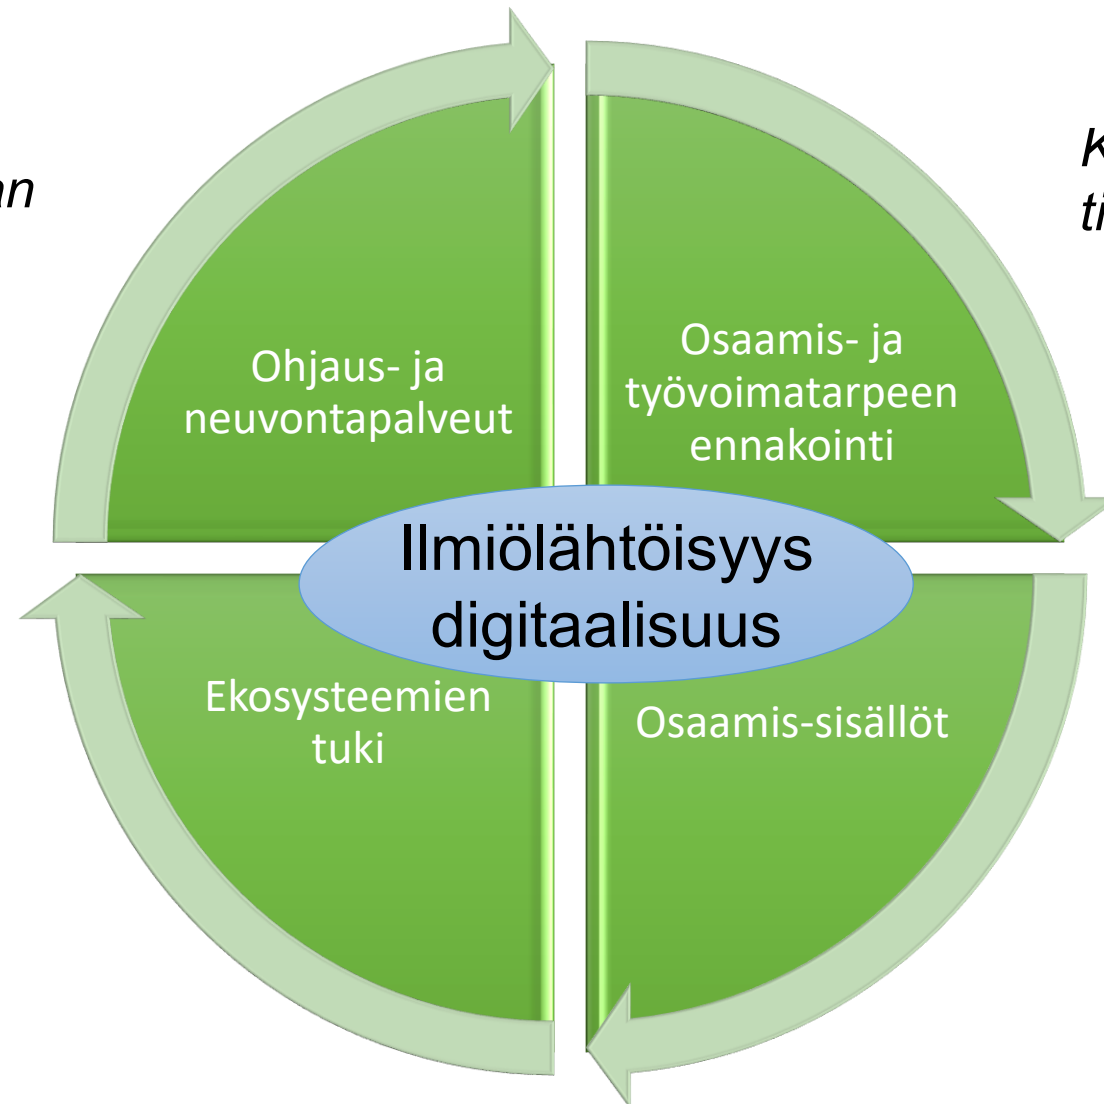 Ohjaus- ja
neuvontapalveut
Osaamis- ja
työvoimatarpeen
ennakointi
Ilmiölähtöisyys
digitaalisuus
Ekosysteemien
tuki
Osaamis-sisällöt